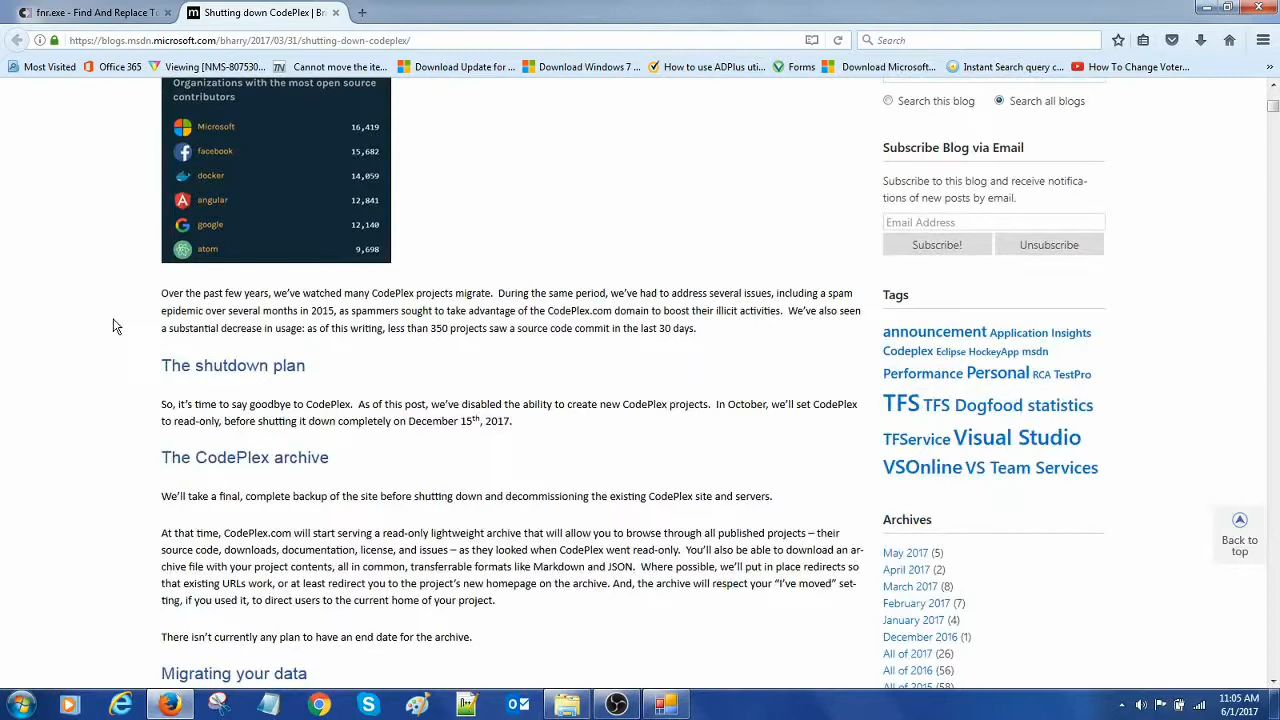 fnr.exe - Find And Replace To
Shutting down CodePlex | Bri
https://blogs.msdn.microsoft.com/bharry/2017/03/31/shutting-down-codeplex/
Search
Most Visited
Office 365
Viewing [NMS-807530...
Cannot move the ite...
Download Update for ...
Download Windows 7 ...
How to use ADPlus uti...
Forms
Download Microsoft...
Instant Search query c...
How To Change Voter...
Organizations with the most open source
contributors
Microsoft 16,419
facebook 15,682
docker 14,059
angular 12,841
google 12,140
atom 9,698
Over the past few years, we've watched many CodePlex projects migrate. During the same period, we've had to address several issues, including a spam
epidemic over several months in 2015, as spammers sought to take advantage of the CodePlex.com domain to boost their illicit activities. We've also seen
a substantial decrease in usage: as of this writing, less than 350 projects saw a source code commit in the last 30 days.
The shutdown plan
So, it's time to say goodbye to CodePlex. As of this post, we've disabled the ability to create new CodePlex projects. In October, we'll set CodePlex
to read-only, before shutting it down completely on December 15th, 2017.
The CodePlex archive
We'll take a final, complete backup of the site before shutting down and decommissioning the existing CodePlex site and servers.
At that time, CodePlex.com will start serving a read-only lightweight archive that will allow you to browse through all published projects – their
source code, downloads, documentation, license, and issues – as they looked when CodePlex went read-only. You'll also be able to download an ar-
chive file with your project contents, all in common, transferrable formats like Markdown and JSON. Where possible, we'll put in place redirects so
that existing URLs work, or at least redirect you to the project's new homepage on the archive. And, the archive will respect your "I've moved" set-
ting, if you used it, to direct users to the current home of your project.
There isn't currently any plan to have an end date for the archive.
Migrating your data
Search this blog
Search all blogs
Subscribe Blog via Email
Subscribe to this blog and receive notifica-
tions of new posts by email.
Email Address
Subscribe!
Unsubscribe
Tags
announcement Application Insights
Codeplex Eclipse HockeyApp msdn
Performance Personal RCA TestPro
TFS TFS Dogfood statistics
TFService Visual Studio
VSOnline VS Team Services
Archives
May 2017 (5)
April 2017 (2)
March 2017 (8)
February 2017 (7)
January 2017 (4)
December 2016 (1)
All of 2017 (26)
All of 2016 (56)
All of 2015 (58)
Back to
top
11:05 AM
6/1/2017